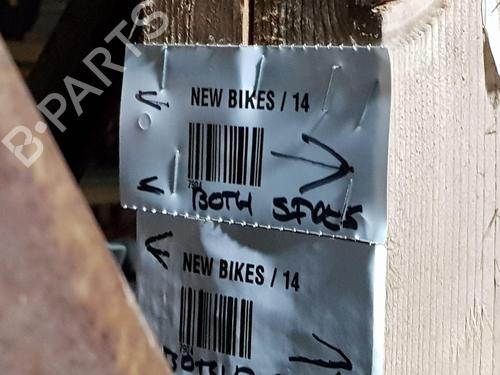 B-PARTS
NEW BIKES / 14
BOTH SIDES
NEW BIKES / 14